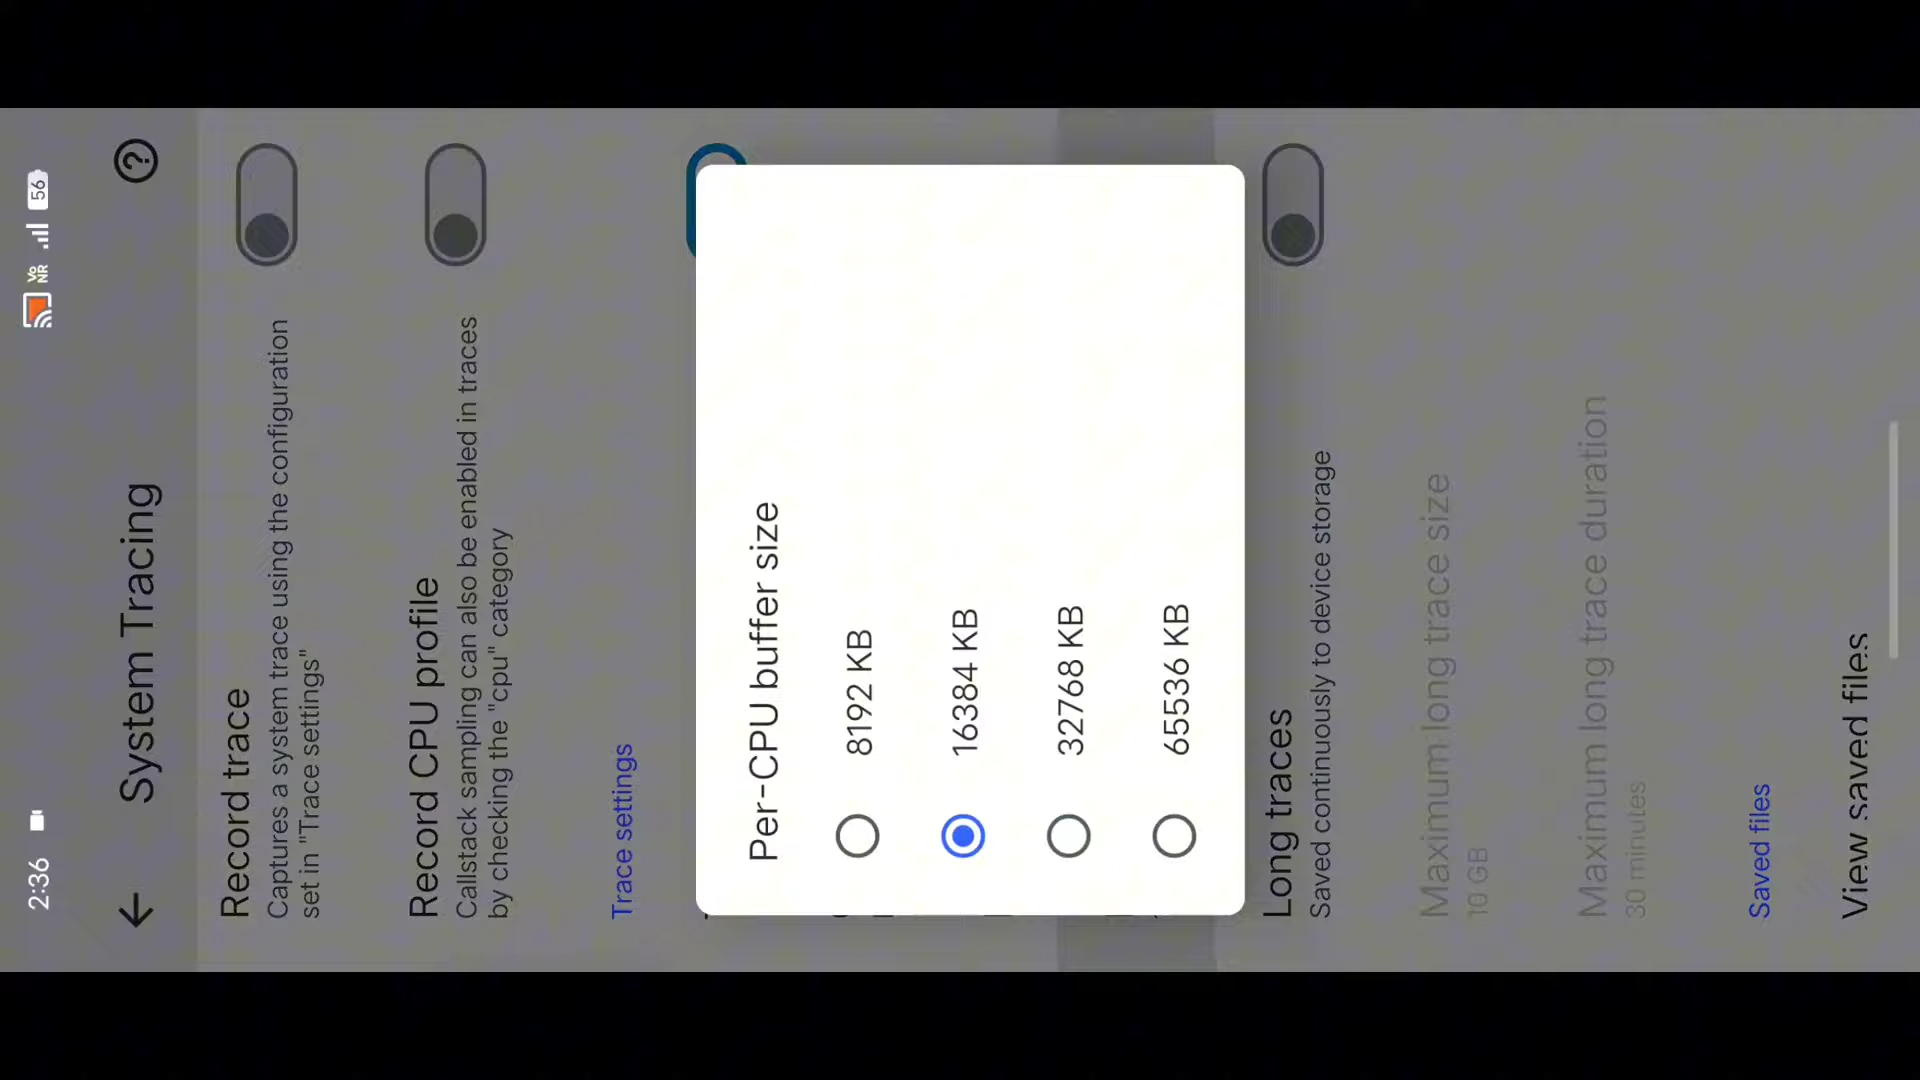 2:36
Vo
NR
56
System Tracing
Record trace
Captures a system trace using the configuration
set in "Trace settings"
Record CPU profile
Callstack sampling can also be enabled in traces
by checking the "cpu" category
Trace settings
Per-CPU buffer size
8192 KB
16384 KB
32768 KB
65536 KB
Long traces
Saved continuously to device storage
Maximum long trace size
10 GB
Maximum long trace duration
30 minutes
Saved files
View saved files